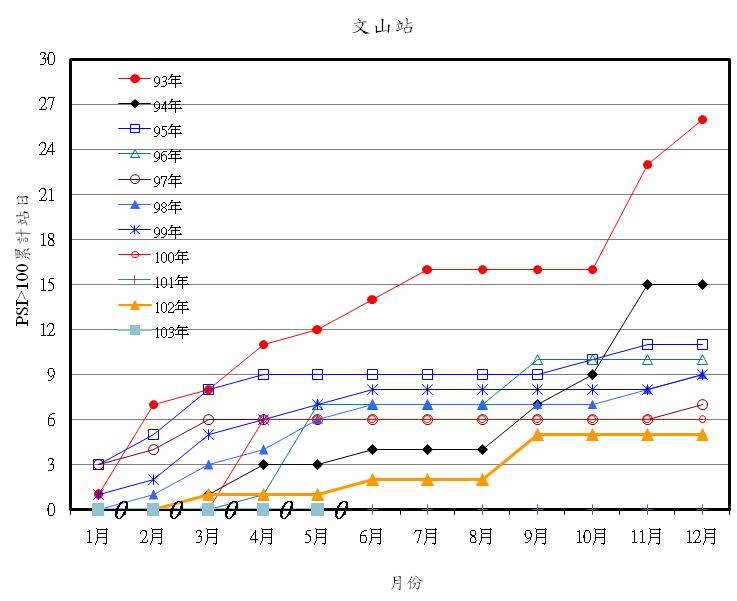 文山站
PSI>100累計站日
30
27
24
21
18
15
12
9
6
3
0
93年
94年
95年
96年
97年
98年
99年
100年
101年
102年
103年
0 0 0 0 0
1月 2月 3月 4月 5月 6月 7月 8月 9月 10月 11月 12月
月份